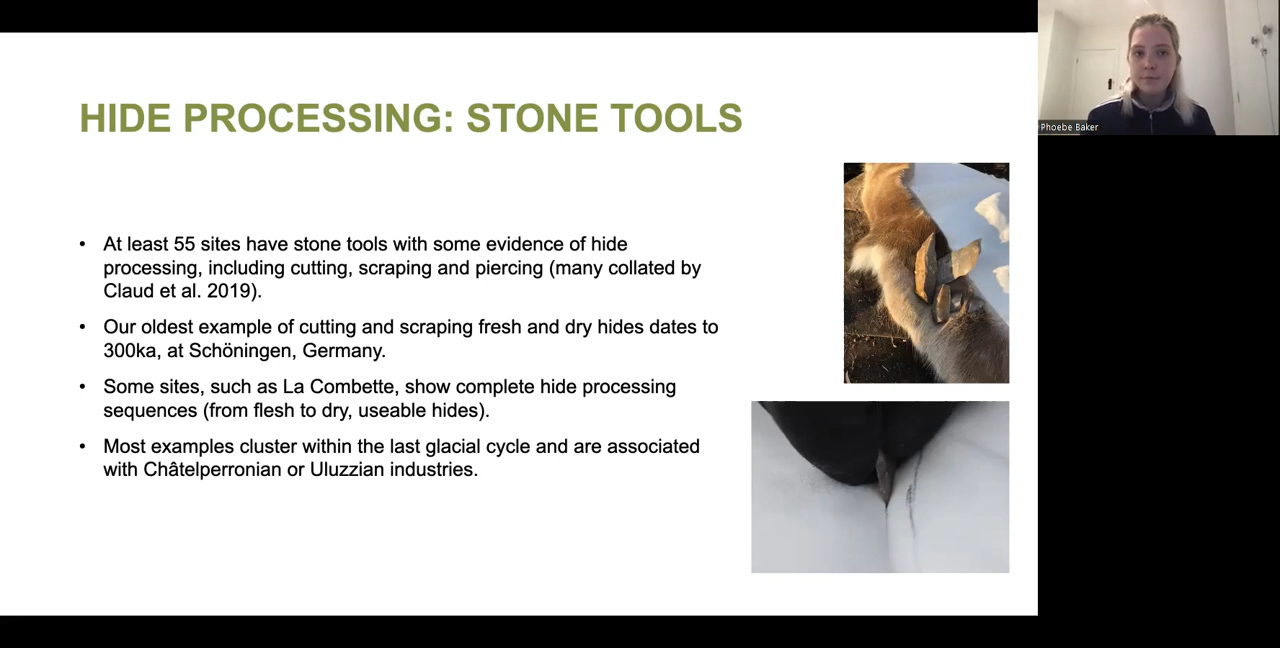 HIDE PROCESSING: STONE TOOLS
• At least 55 sites have stone tools with some evidence of hide
processing, including cutting, scraping and piercing (many collated by
Claud et al. 2019).
• Our oldest example of cutting and scraping fresh and dry hides dates to
300ka, at Schöningen, Germany.
• Some sites, such as La Combette, show complete hide processing
sequences (from flesh to dry, useable hides).
• Most examples cluster within the last glacial cycle and are associated
with Châtelperronian or Uluzzian industries.
Phoebe Baker